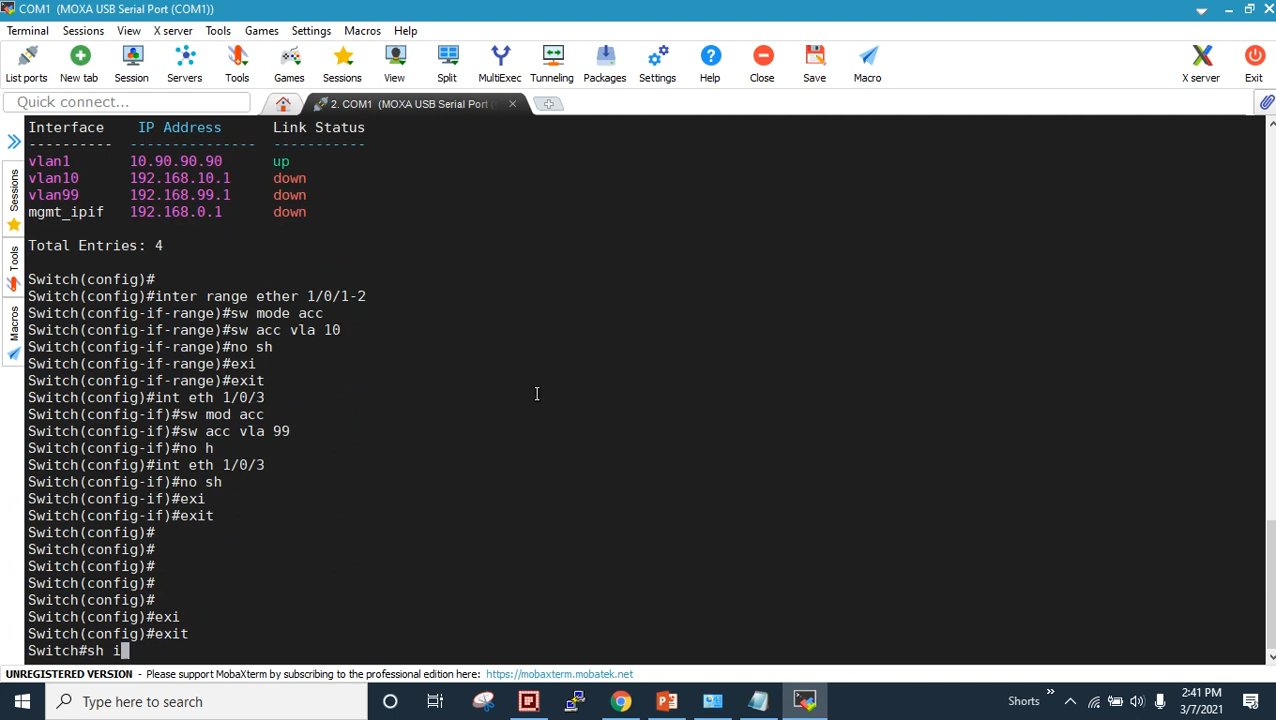 COM1 (MOXA USB Serial Port (COM1))
Terminal Sessions View X server Tools Games Settings Macros Help
List ports New tab Session Servers Tools Games Sessions View Split MultiExec Tunneling Packages Settings Help Close Save Macro X server Exit
Quick connect...
2. COM1 (MOXA USB Serial Port (
Sessions
Tools
Macros
Interface IP Address Link Status
---------- --------------- -----------
vlan1 10.90.90.90 up
vlan10 192.168.10.1 down
vlan99 192.168.99.1 down
mgmt_ipif 192.168.0.1 down
Total Entries: 4
Switch(config)#
Switch(config)#inter range ether 1/0/1-2
Switch(config-if-range)#sw mode acc
Switch(config-if-range)#sw acc vla 10
Switch(config-if-range)#no sh
Switch(config-if-range)#exi
Switch(config-if-range)#exit
Switch(config)#int eth 1/0/3
Switch(config-if)#sw mod acc
Switch(config-if)#sw acc vla 99
Switch(config-if)#no h
Switch(config)#int eth 1/0/3
Switch(config-if)#no sh
Switch(config-if)#exi
Switch(config-if)#exit
Switch(config)#
Switch(config)#
Switch(config)#
Switch(config)#
Switch(config)#
Switch(config)#exi
Switch(config)#exit
Switch#sh i
UNREGISTERED VERSION - Please support MobaXterm by subscribing to the professional edition here: https://mobaxterm.mobatek.net
Type here to search
Shorts
2:41 PM
3/7/2021